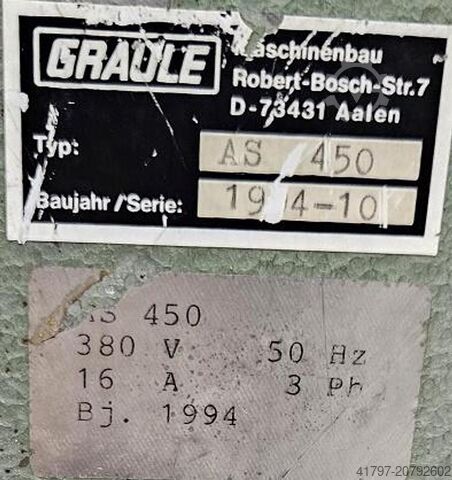 GRAULE
Maschinenbau
Robert-Bosch-Str.7
D-73431 Aalen
Typ: AS 450
Baujahr/Serie: 1994-10
AS 450
380 V 50 Hz
16 A 3 Ph
Bj. 1994
41797-20792602